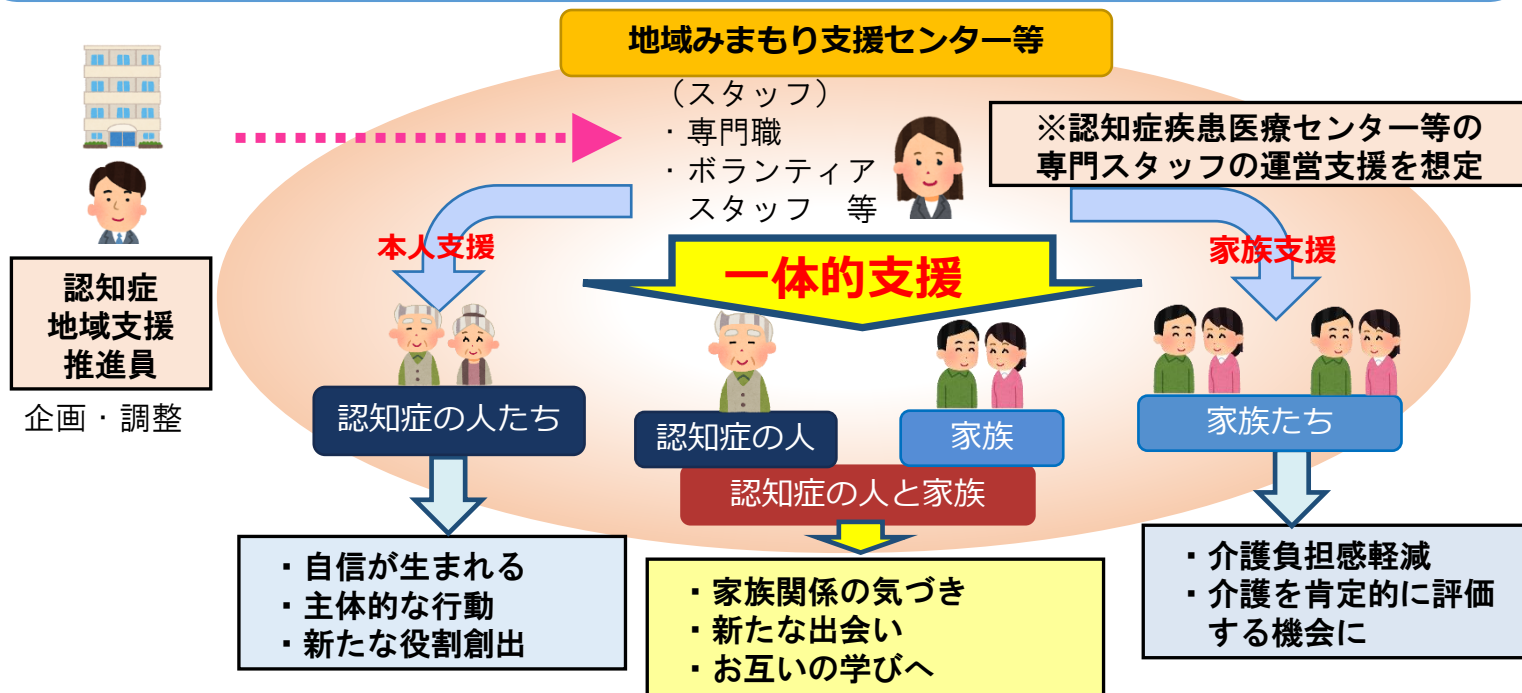 地域みまもり支援センター等
（スタッフ）
・専門職
・ボランティア
スタッフ　等
※認知症疾患医療センター等の
専門スタッフの運営支援を想定
認知症
地域支援
推進員
企画・調整
本人支援
一体的支援
家族支援
認知症の人たち
認知症の人
家族
認知症の人と家族
家族たち
・自信が生まれる
・主体的な行動
・新たな役割創出
・家族関係の気づき
・新たな出会い
・お互いの学びへ
・介護負担感軽減
・介護を肯定的に評価
する機会に